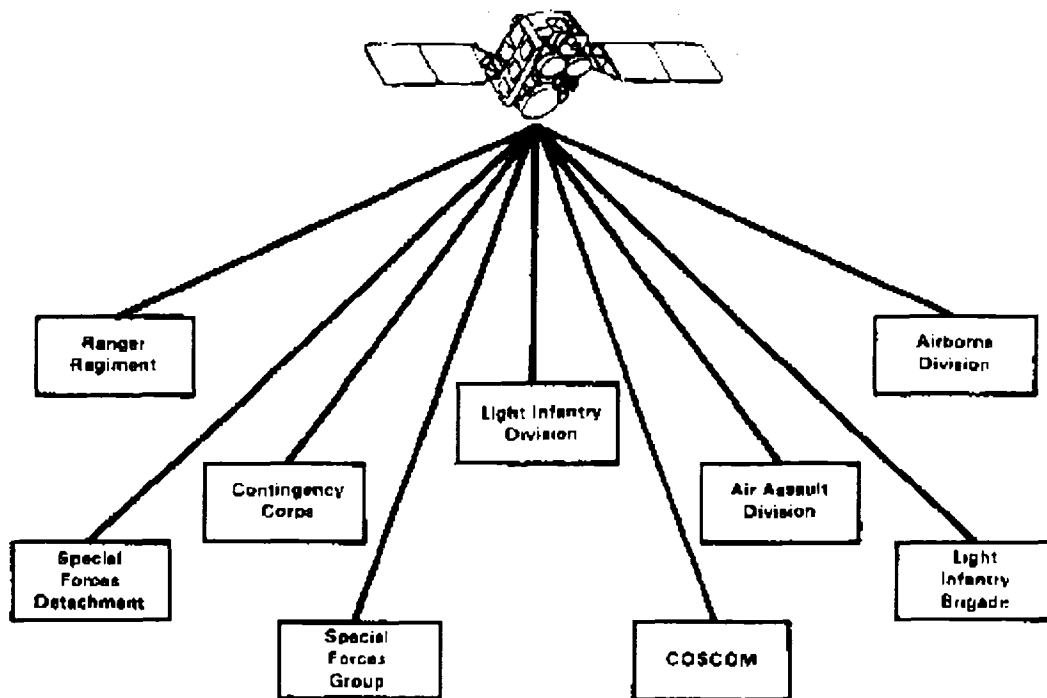 Ranger
Regiment
Airborne
Division
Light Infantry
Division
Contingency
Corps
Air Assault
Division
Special
Forces
Detachment
Light
Infantry
Brigade
Special
Forces
Group
COSCOM